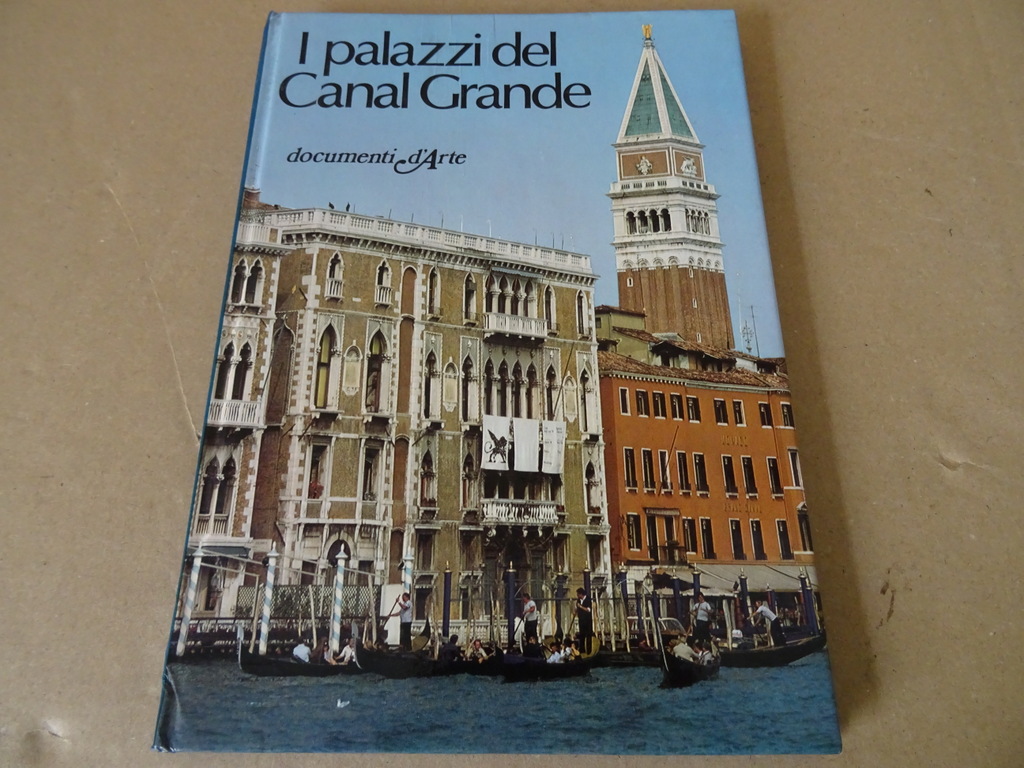 I palazzi del
Canal Grande
documenti d'Arte